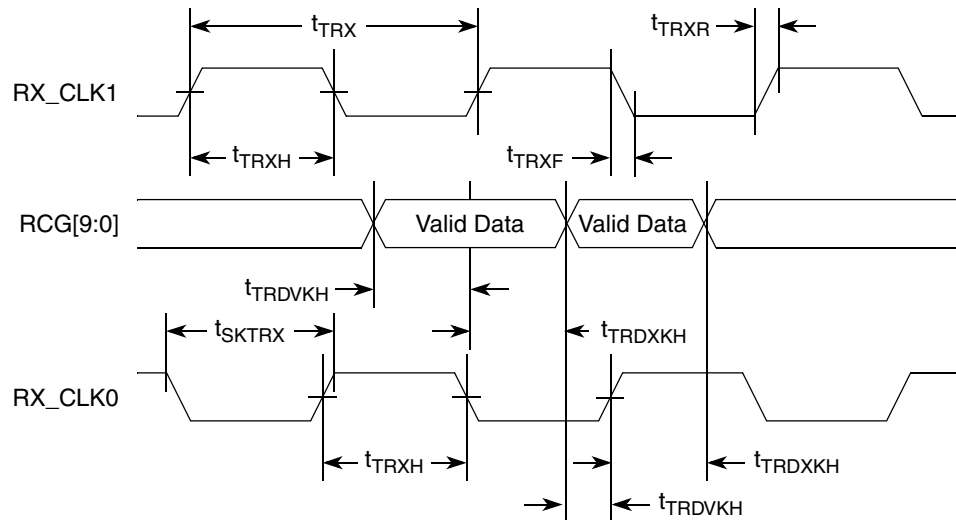 tTRX
tTRXR
RX_CLK1
tTRXH
tTRXF
RCG[9:0]
Valid Data
Valid Data
tTRDVKH
tSKTRX
tTRDXKH
RX_CLK0
tTRXH
tTRDXKH
tTRDVKH